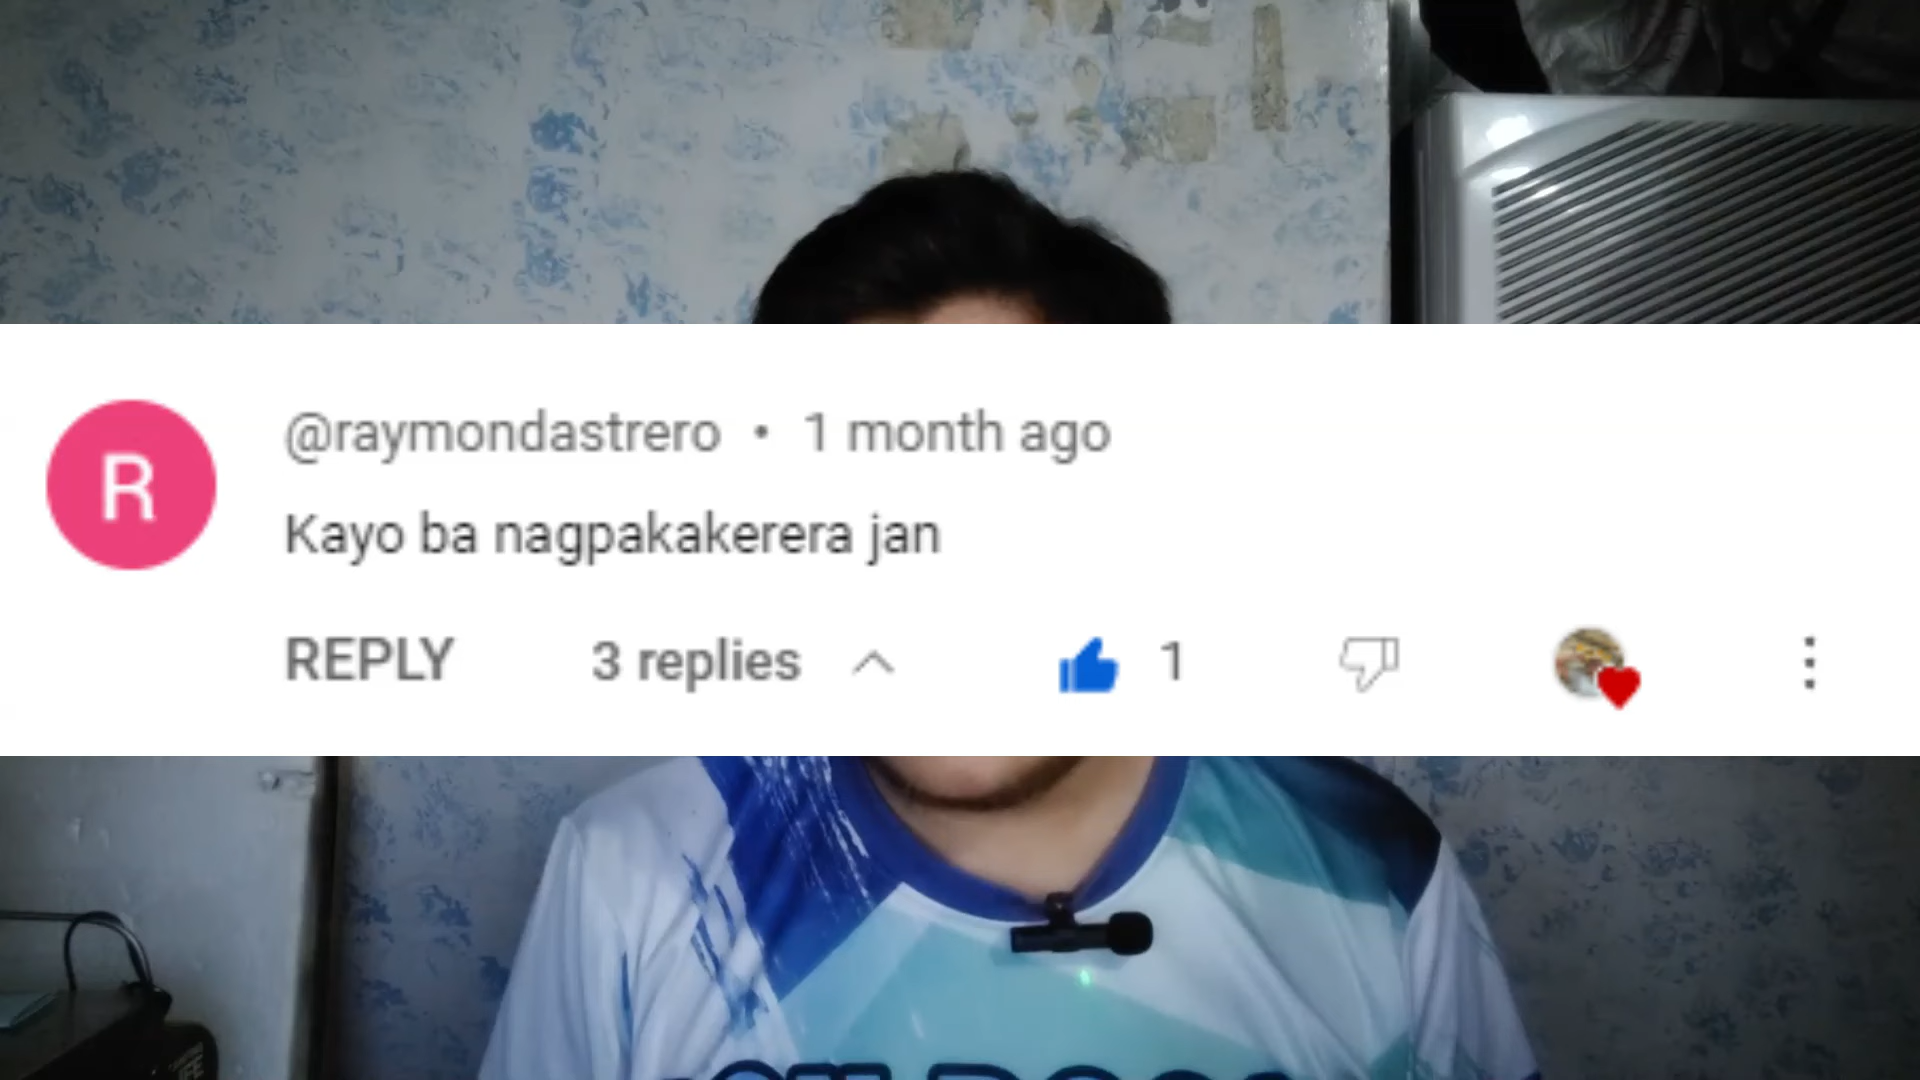 R
@raymondastrero • 1 month ago
Kayo ba nagpakakerera jan
REPLY 3 replies 1